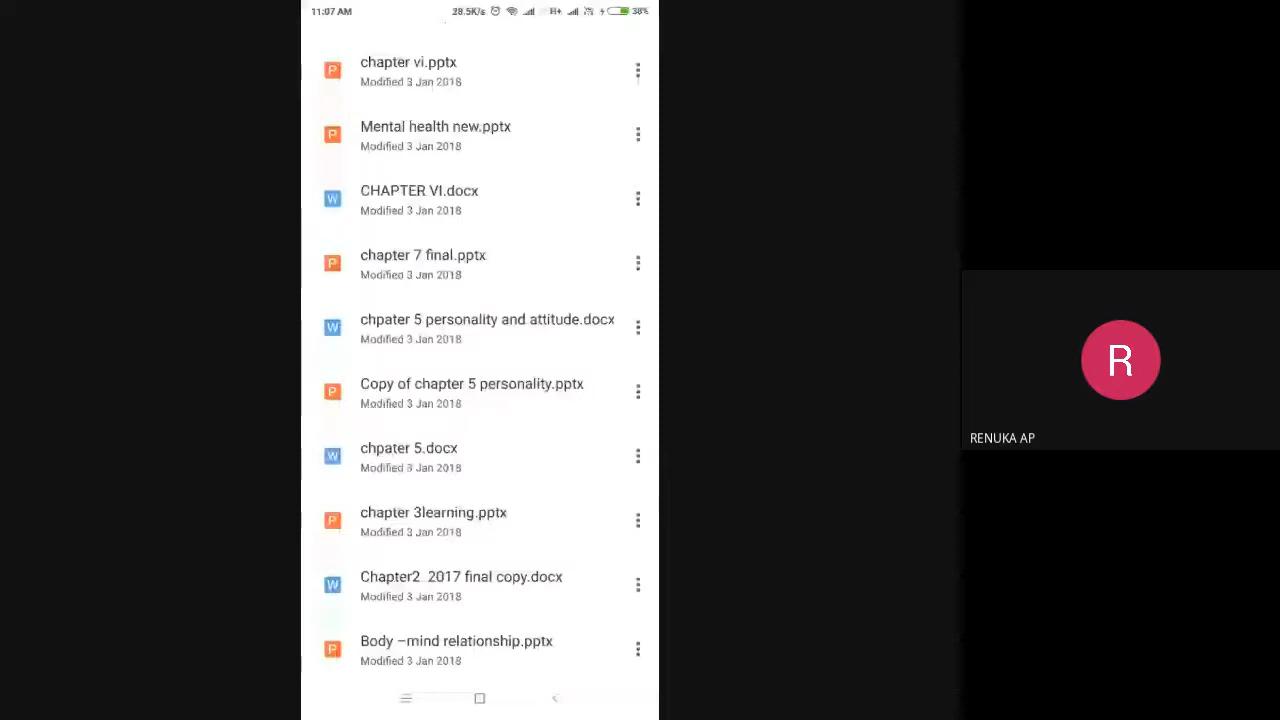 11:07 AM
28.5K/s
H+
38%
P
chapter vi.pptx
Modified 3 Jan 2018
P
Mental health new.pptx
Modified 3 Jan 2018
W
CHAPTER VI.docx
Modified 3 Jan 2018
P
chapter 7 final.pptx
Modified 3 Jan 2018
W
chpater 5 personality and attitude.docx
Modified 3 Jan 2018
P
Copy of chapter 5 personality.pptx
Modified 3 Jan 2018
W
chpater 5.docx
Modified 3 Jan 2018
P
chapter 3learning.pptx
Modified 3 Jan 2018
W
Chapter2 2017 final copy.docx
Modified 3 Jan 2018
P
Body –mind relationship.pptx
Modified 3 Jan 2018
R
RENUKA AP